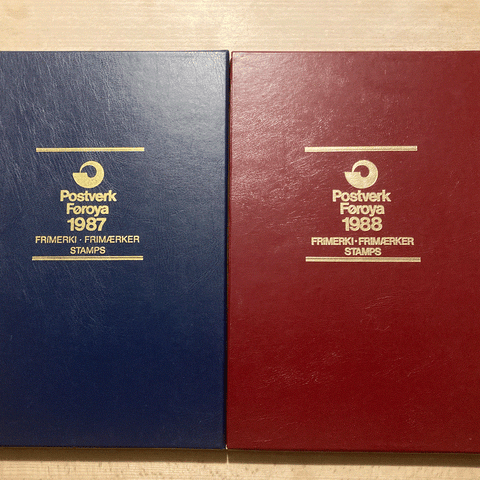 Postverk
Føroya
1987
FRÍMERKI · FRIMÆRKER
STAMPS
Postverk
Føroya
1988
FRÍMERKI · FRIMÆRKER
STAMPS